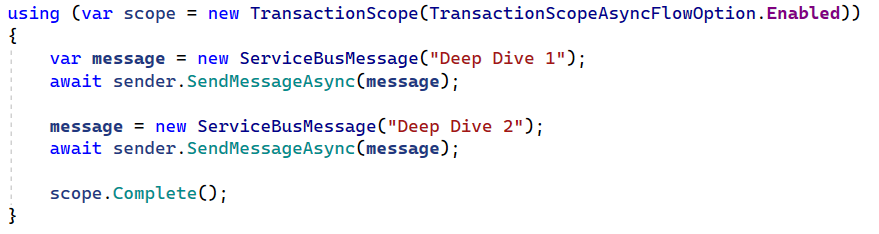 using (var scope = new TransactionScope(TransactionScopeAsyncFlowOption.Enabled))
{
    var message = new ServiceBusMessage("Deep Dive 1");
    await sender.SendMessageAsync(message);

    message = new ServiceBusMessage("Deep Dive 2");
    await sender.SendMessageAsync(message);

    scope.Complete();
}